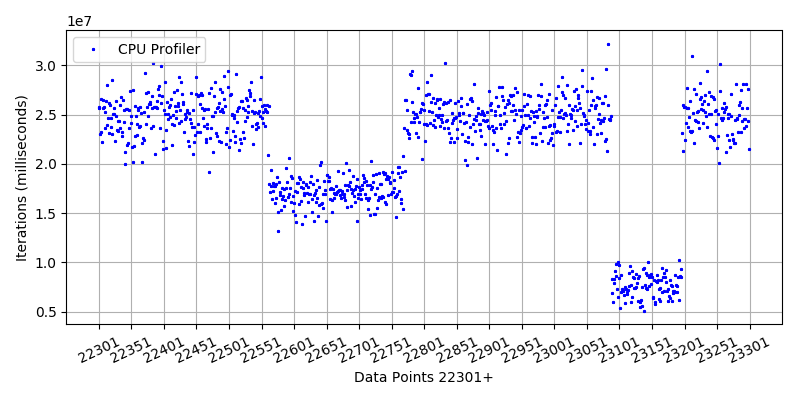 1e7
CPU Profiler
3.0
2.5
2.0
1.5
1.0
0.5
Iterations (milliseconds)
22301 22351 22401 22451 22501 22551 22601 22651 22701 22751 22801 22851 22901 22951 23001 23051 23101 23151 23201 23251 23301
Data Points 22301+